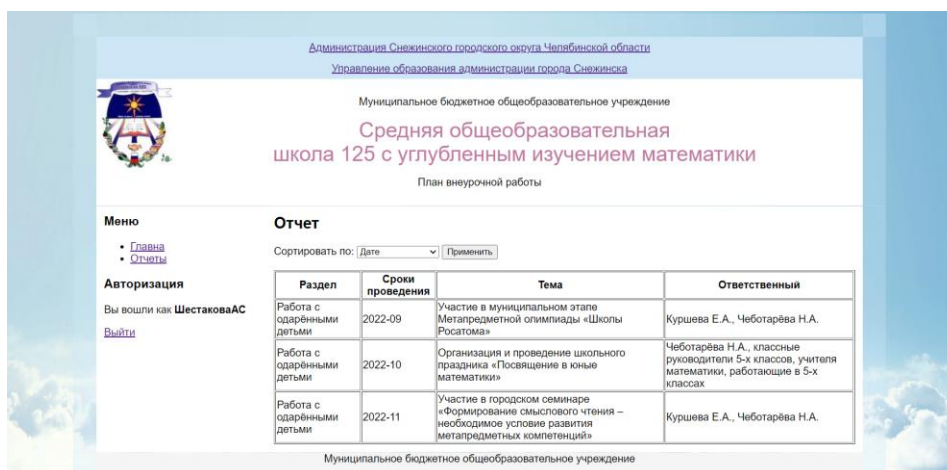 Администрация Снежинского городского округа Челябинской области
Управление образования администрации города Снежинска
Муниципальное бюджетное общеобразовательное учреждение
Средняя общеобразовательная
школа 125 с углубленным изучением математики
План внеурочной работы
Меню
Главна
Отчеты
Авторизация
Вы вошли как ШестаковаАС
Выйти
Отчет
Сортировать по: Дате Применить
Раздел Сроки проведения Тема Ответственный
Работа с
одарёнными
детьми
2022-09
Участие в муниципальном этапе
Метапредметной олимпиады «Школы
Росатома»
Куршева Е.А., Чеботарёва Н.А.
Работа с
одарёнными
детьми
2022-10
Организация и проведение школьного
праздника «Посвящение в юные
математики»
Чеботарёва Н.А., классные
руководители 5-х классов, учителя
математики, работающие в 5-х
классах
Работа с
одарёнными
детьми
2022-11
Участие в городском семинаре
«Формирование смыслового чтения –
необходимое условие развития
метапредметных компетенций»
Куршева Е.А., Чеботарёва Н.А.
Муниципальное бюджетное общеобразовательное учреждение